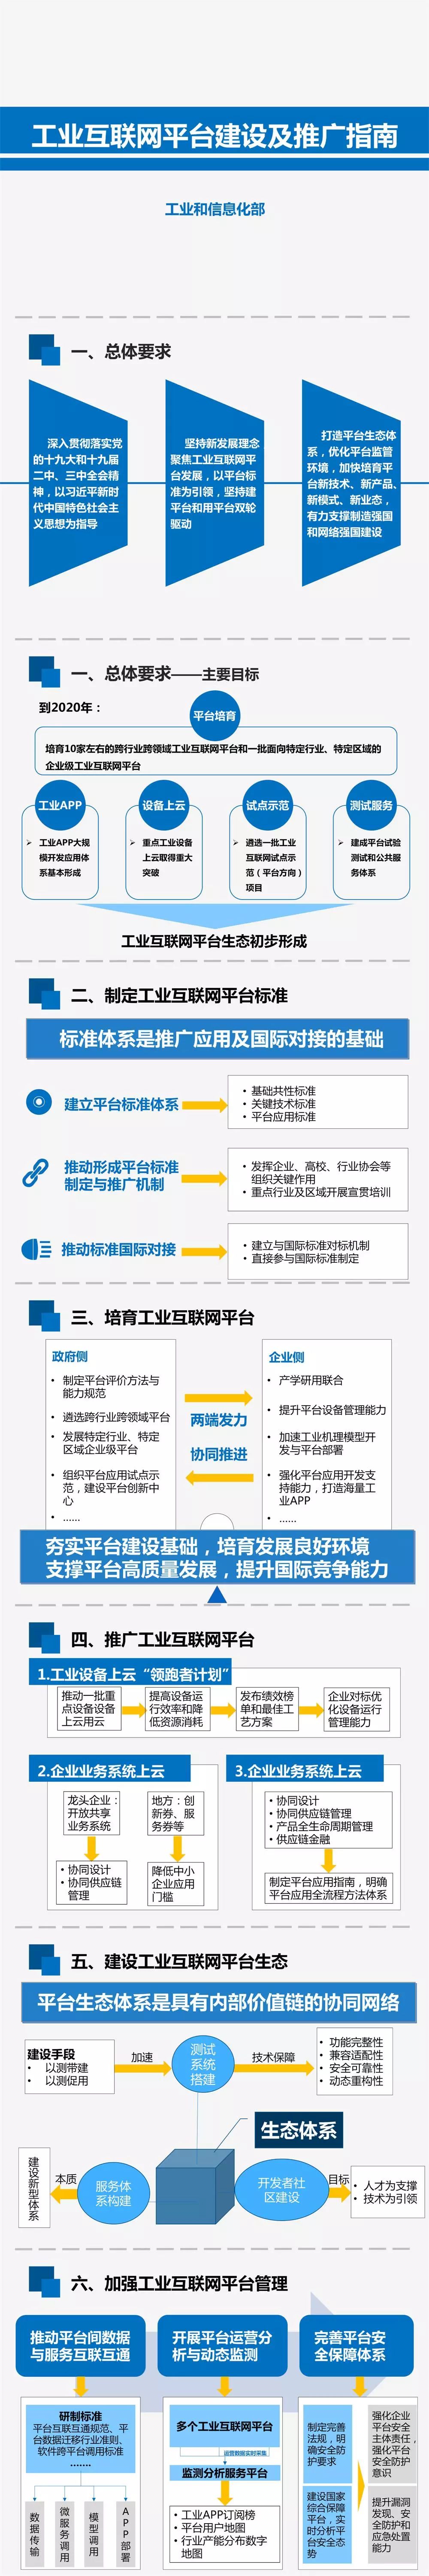 工业互联网平台建设及推广指南
工业和信息化部
一、总体要求
深入贯彻落实党
的十九大和十九届
二中、三中全会精
神，以习近平新时
代中国特色社会主
义思想为指导
坚持新发展理念
聚焦工业互联网平
台发展，以平台标
准为引领，坚持建
平台和用平台双轮
驱动
打造平台生态体
系，优化平台监管
环境，加快培育平
台新技术、新产品、
新模式、新业态，
有力支撑制造强国
和网络强国建设
一、总体要求——主要目标
到2020年：
平台培育
培育10家左右的跨行业跨领域工业互联网平台和一批面向特定行业、特定区域的
企业级工业互联网平台
工业APP
➢ 工业APP大规
模开发应用体
系基本形成
设备上云
➢ 重点工业设备
上云取得重大
突破
试点示范
➢ 遴选一批工业
互联网试点示
范（平台方向）
项目
测试服务
➢ 建成平台试验
测试和公共服
务体系
工业互联网平台生态初步形成
二、制定工业互联网平台标准
标准体系是推广应用及国际对接的基础
建立平台标准体系
• 基础共性标准
• 关键技术标准
• 平台应用标准
推动形成平台标准
制定与推广机制
• 发挥企业、高校、行业协会等
组织关键作用
• 重点行业及区域开展宣贯培训
推动标准国际对接
• 建立与国际标准对标机制
• 直接参与国际标准制定
三、培育工业互联网平台
政府侧
• 制定平台评价方法与
能力规范
• 遴选跨行业跨领域平台
• 发展特定行业、特定
区域企业级平台
• 组织平台应用试点示
范，建设平台创新中
心
• ......
两端发力
协同推进
企业侧
• 产学研用联合
• 提升平台设备管理能力
• 加速工业机理模型开
发与平台部署
• 强化平台应用开发支
持能力，打造海量工
业APP
• ......
夯实平台建设基础，培育发展良好环境
支撑平台高质量发展，提升国际竞争能力
四、推广工业互联网平台
1.工业设备上云“领跑者计划”
推动一批重
点设备设备
上云用云
提高设备运
行效率和降
低资源消耗
发布绩效榜
单和最佳工
艺方案
企业对标优
化设备运行
管理能力
2.企业业务系统上云
龙头企业：
开放共享
业务系统
• 协同设计
• 协同供应链
管理
地方：创
新券、服
务券等
降低中小
企业应用
门槛
3.企业业务系统上云
• 协同设计
• 协同供应链管理
• 产品全生命周期管理
• 供应链金融
制定平台应用指南，明确
平台应用全流程方法体系
五、建设工业互联网平台生态
平台生态体系是具有内部价值链的协同网络
建设手段
• 以测带建
• 以测促用
加速
测试
系统
搭建
技术保障
• 功能完整性
• 兼容适配性
• 安全可靠性
• 动态重构性
生态体系
建设新型体系
本质
服务体
系构建
开发者社
区建设
目标
• 人才为支撑
• 技术为引领
六、加强工业互联网平台管理
推动平台间数据
与服务互联互通
研制标准
平台互联互通规范、平
台数据迁移行业准则、
软件跨平台调用标准
.......
数据传输
微服务调用
模型调用
APP部署
开展平台运营分
析与动态监测
多个工业互联网平台
运营数据实时采集
监测分析服务平台
• 工业APP订阅榜
• 平台用户地图
• 行业产能分布数字
地图
完善平台安
全保障体系
制定完善
法规，明
确安全防
护要求
建设国家
综合保障
平台，实
时分析平
台安全态
势
强化企业
平台安全
主体责任，
强化平台
安全防护
意识
提升漏洞
发现、安
全防护和
应急处置
能力